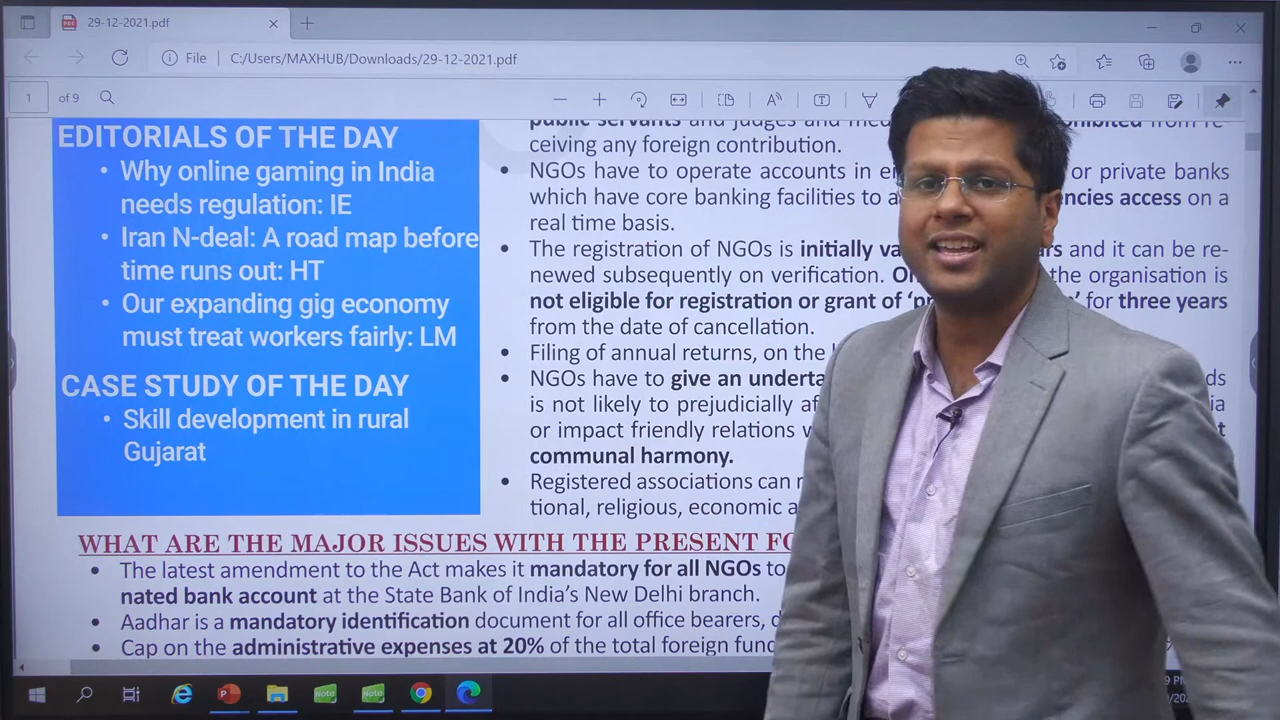 29-12-2021.pdf
File
C:/Users/MAXHUB/Downloads/29-12-2021.pdf
1 of 9
EDITORIALS OF THE DAY
• Why online gaming in India
needs regulation: IE
• Iran N-deal: A road map before
time runs out: HT
• Our expanding gig economy
must treat workers fairly: LM
CASE STUDY OF THE DAY
• Skill development in rural
Gujarat
public servants and judges and from re-
ceiving any foreign contribution.
• NGOs have to operate accounts in or private banks
which have core banking facilities to access on a
real time basis.
• The registration of NGOs is initially and it can be re-
newed subsequently on verification. the organisation is
not eligible for registration or grant of for three years
from the date of cancellation.
• Filing of annual returns, on the
• NGOs have to give an
is not likely to prejudicially
or impact friendly relations
communal harmony.
• Registered associations can
tional, religious, economic
WHAT ARE THE MAJOR ISSUES WITH THE PRESENT
• The latest amendment to the Act makes it mandatory for all NGOs to
nated bank account at the State Bank of India's New Delhi branch.
• Aadhar is a mandatory identification document for all office bearers,
• Cap on the administrative expenses at 20% of the total foreign
Note
Note